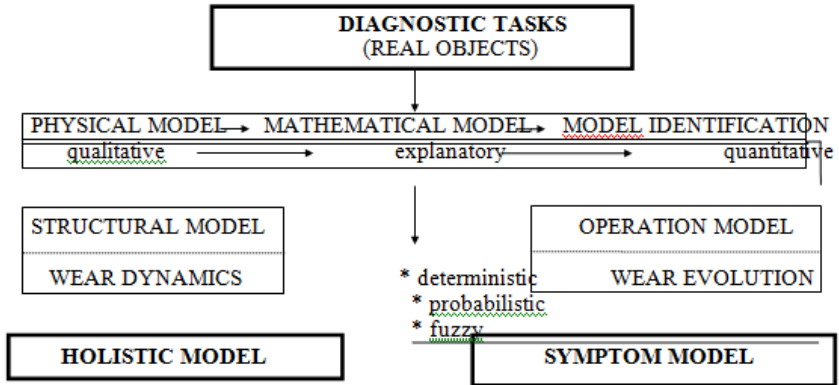 DIAGNOSTIC TASKS
(REAL OBJECTS)
PHYSICAL MODEL MATHEMATICAL MODEL MODEL IDENTIFICATION
qualitative explanatory quantitative
STRUCTURAL MODEL
WEAR DYNAMICS
* deterministic
* probabilistic
* fuzzy
OPERATION MODEL
WEAR EVOLUTION
HOLISTIC MODEL
SYMPTOM MODEL